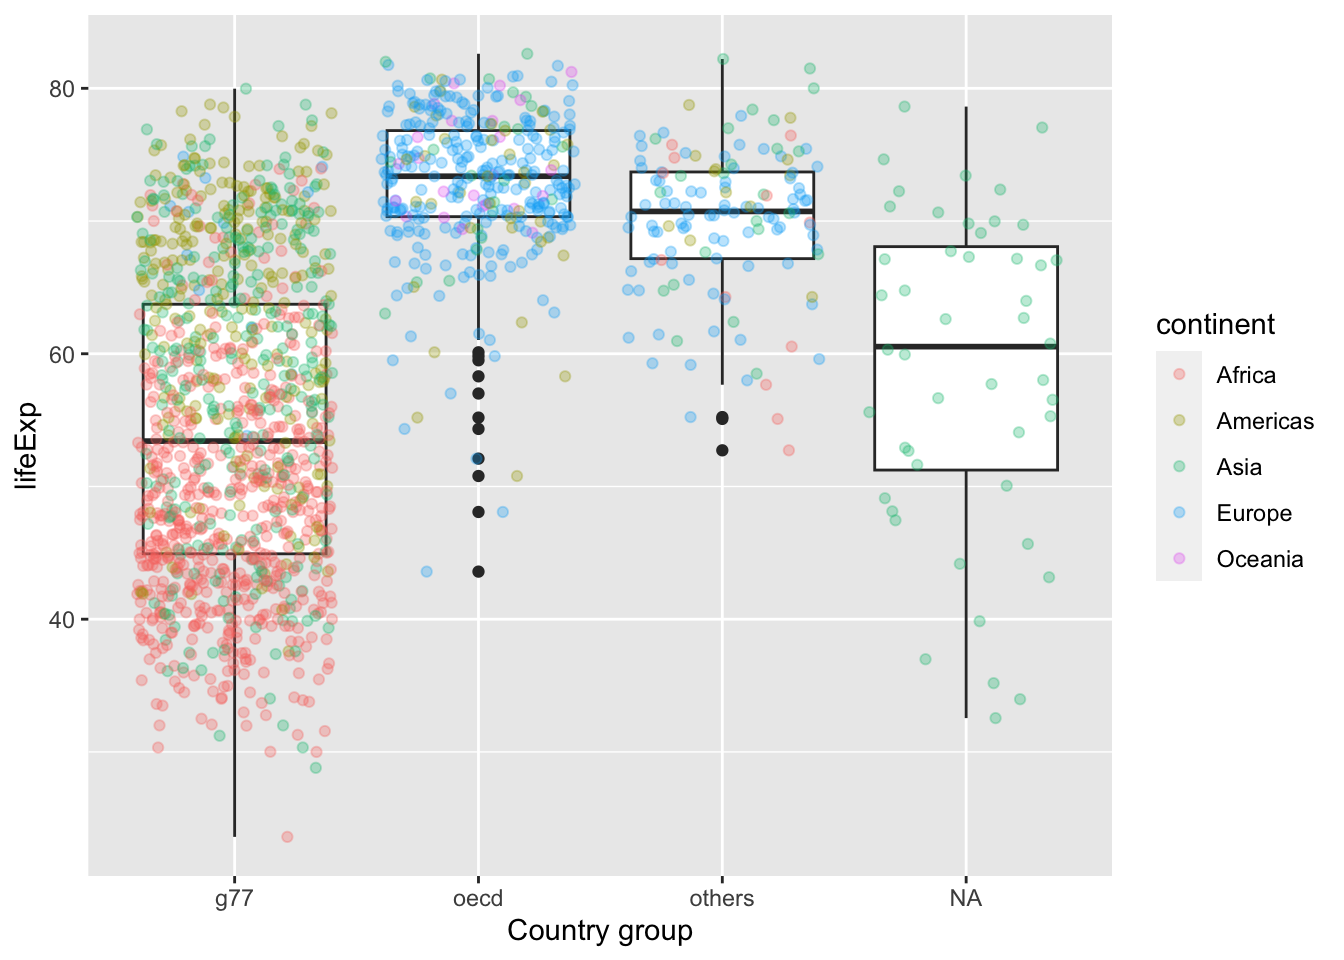 80
60
40
lifeExp
g77 oecd others NA
Country group
continent
Africa
Americas
Asia
Europe
Oceania